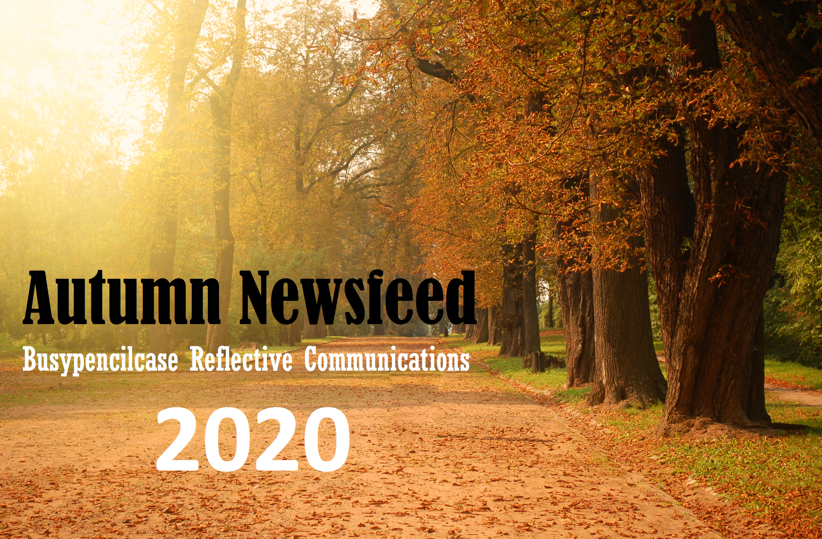 Autumn Newsfeed
Busypencilcase Reflective Communications
2020